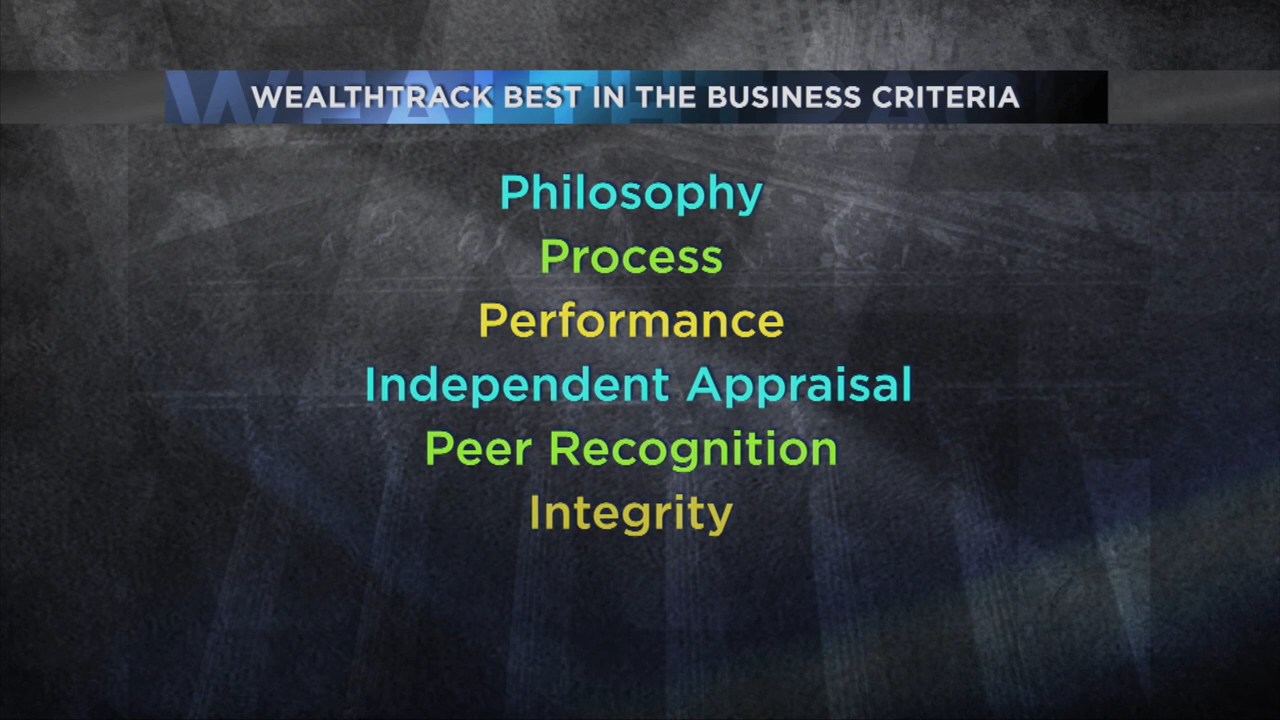 WEALTHTRACK BEST IN THE BUSINESS CRITERIA
Philosophy
Process
Performance
Independent Appraisal
Peer Recognition
Integrity